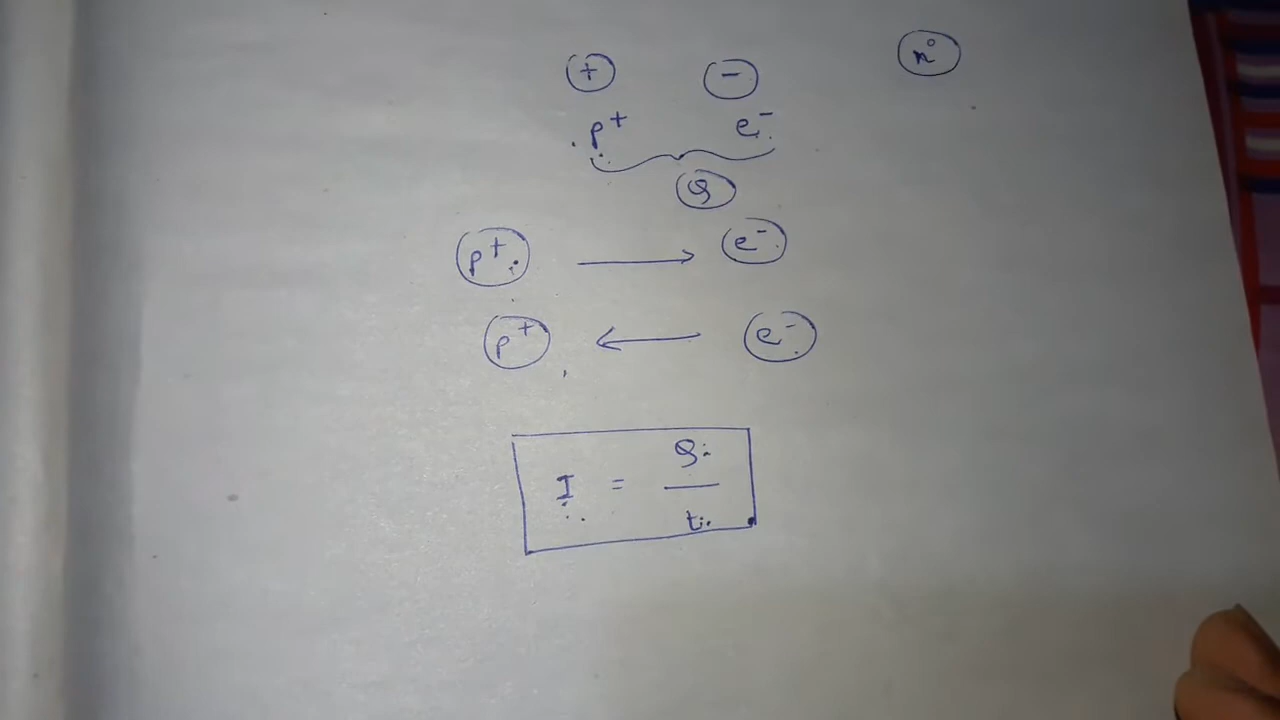 + − n°
p⁺ e⁻
Q
p⁺ → e⁻
p⁺ ← e⁻
I = Q / t